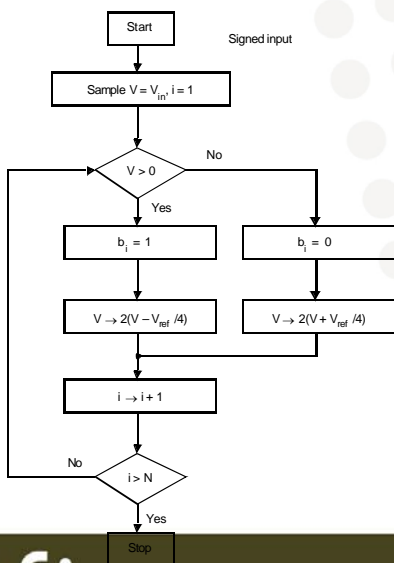 Start
Signed input
Sample V = Vin, i = 1
V > 0
No
Yes
bi = 1
bi = 0
V → 2(V – Vref /4)
V → 2(V + Vref /4)
i → i + 1
No
i > N
Yes
Stop